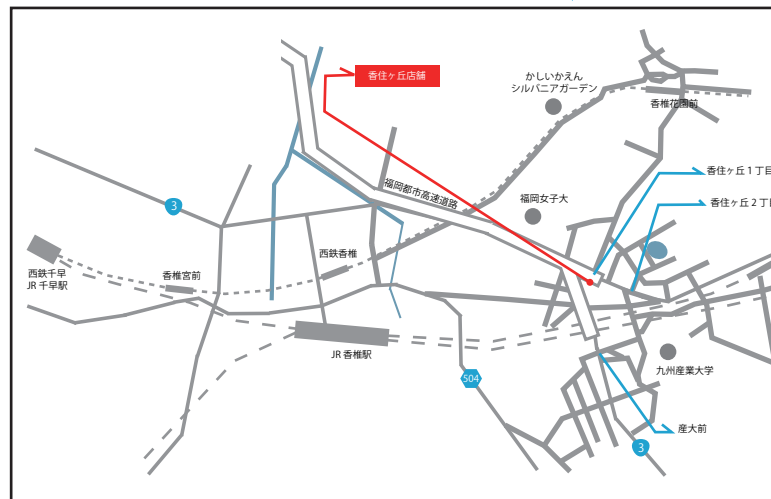 香住ヶ丘店舗
かしいかえん
シルバニアガーデン
香椎花園前
香住ヶ丘1丁目
福岡都市高速道路
福岡女子大
香住ヶ丘2丁目
3
西鉄香椎
西鉄千早
JR 千早駅
香椎宮前
JR 香椎駅
504
九州産業大学
産大前
3